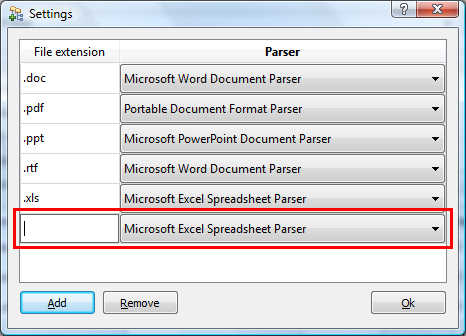 Settings
File extension Parser
.doc Microsoft Word Document Parser
.pdf Portable Document Format Parser
.ppt Microsoft PowerPoint Document Parser
.rtf Microsoft Word Document Parser
.xls Microsoft Excel Spreadsheet Parser
Microsoft Excel Spreadsheet Parser
Add Remove Ok